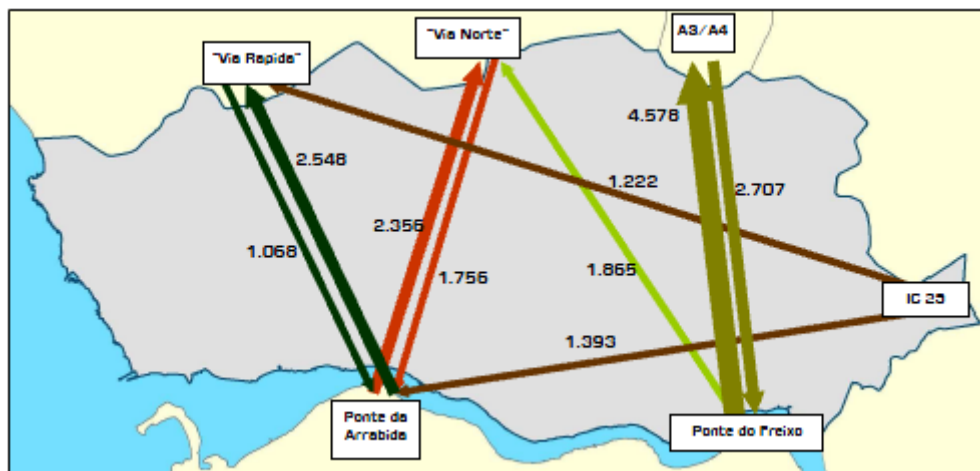 "Via Norte"
A3/A4
"Via Rapida"
4.578
2.548
1.222
2.707
2.356
1.068
1.756
1.865
IC 29
1.393
Ponte da
Arrabida
Ponte do Freixo